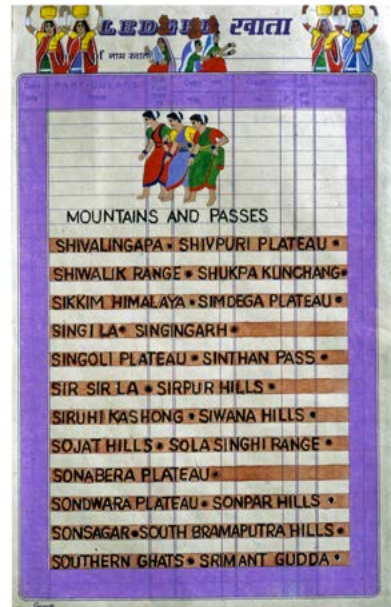 LEDGER खाता
नाम
MOUNTAINS AND PASSES
SHIVALINGAPA • SHIVPURI PLATEAU •
SHIWALIK RANGE • SHUKPA KUNCHANG •
SIKKIM HIMALAYA • SIMDEGA PLATEAU •
SINGI LA • SINGINGARH •
SINGOLI PLATEAU • SINTHAN PASS •
SIR SIR LA • SIRPUR HILLS •
SIRUHI KASHONG • SIWANA HILLS •
SOJAT HILLS • SOLA SINGHI RANGE •
SONABERA PLATEAU •
SONDWARA PLATEAU • SONPAR HILLS •
SONSAGAR • SOUTH BRAMAPUTRA HILLS •
SOUTHERN GHATS • SRIMANT GUDDA •